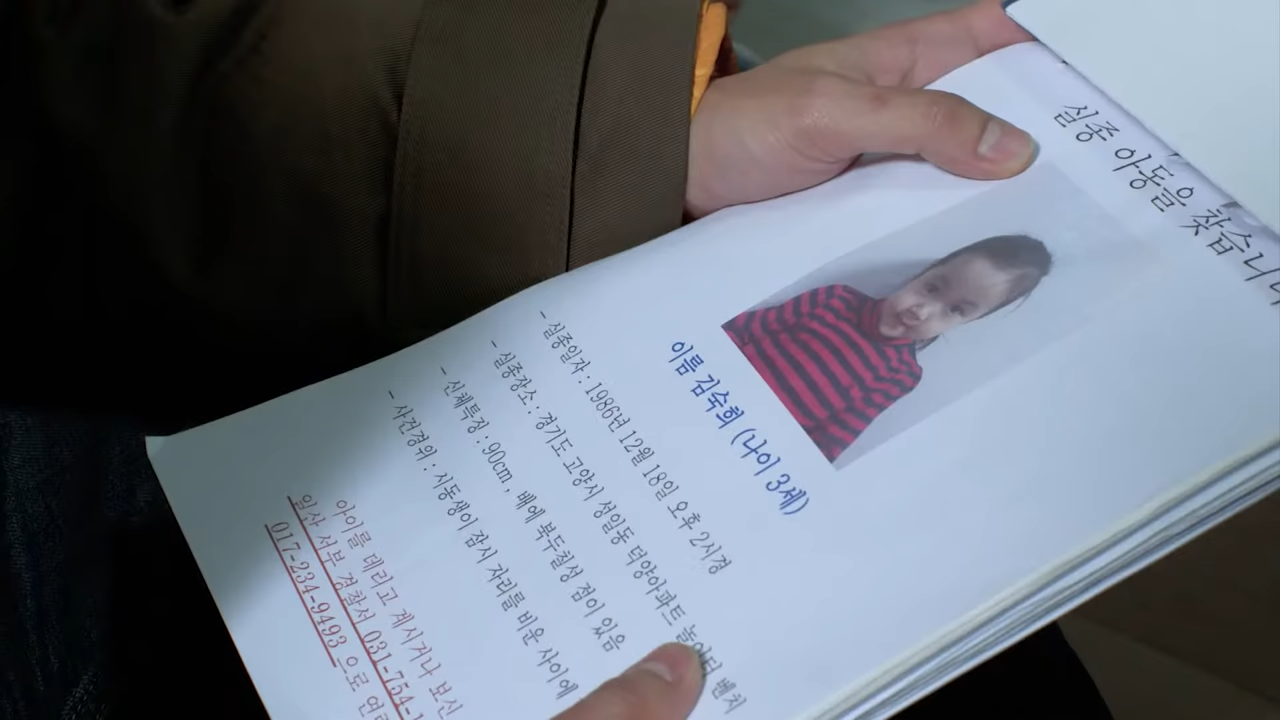 실종 아동을 찾습니다
이름 김숙희 (나이 3세)
- 실종일자 : 1986년 12월 18일 오후 2시경
- 실종장소 : 경기도 고양시 성일동 덕양아파트 놀이터 벤치
- 신체특징 : 90cm , 배에 북두칠성 점이 있음
- 사건경위 : 시동생이 잠시 자리를 비운 사이에
아이를 데리고 계시거나 보신
일산 서부 경찰서 031-754-
017-234-9493 으로